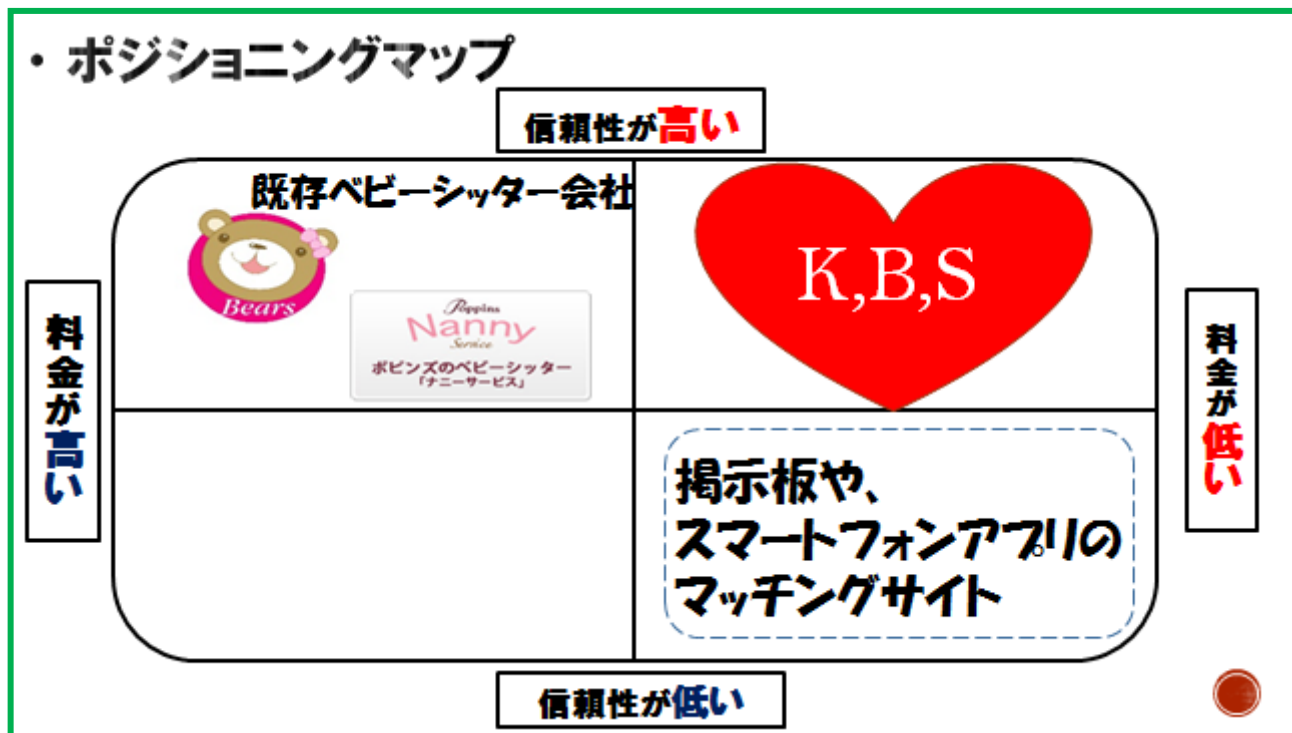 ・ポジショニングマップ
信頼性が高い
既存ベビーシッター会社
Bears
Poppins
Nanny
Service
ポピンズのベビーシッター
「ナニーサービス」
K,B,S
料金が高い
料金が低い
掲示板や、
スマートフォンアプリの
マッチングサイト
信頼性が低い